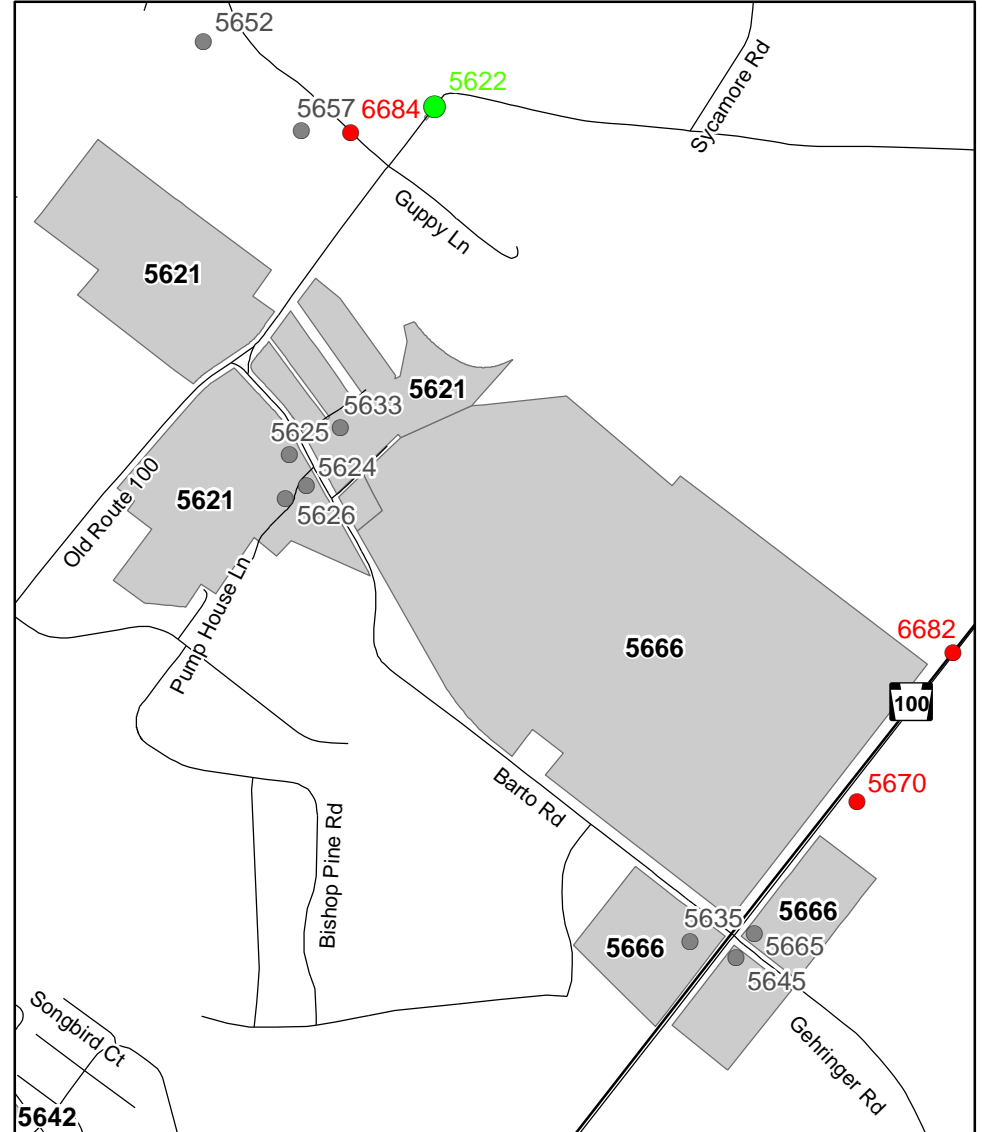 5652
5622
5657
6684
Sycamore Rd
Guppy Ln
5621
5621
5633
5625
5624
5621
5626
Old Route 100
Pump House Ln
6682
5666
100
5670
Barto Rd
Bishop Pine Rd
5635
5666
5666
5665
5645
Songbird Ct
Gehringer Rd
5642